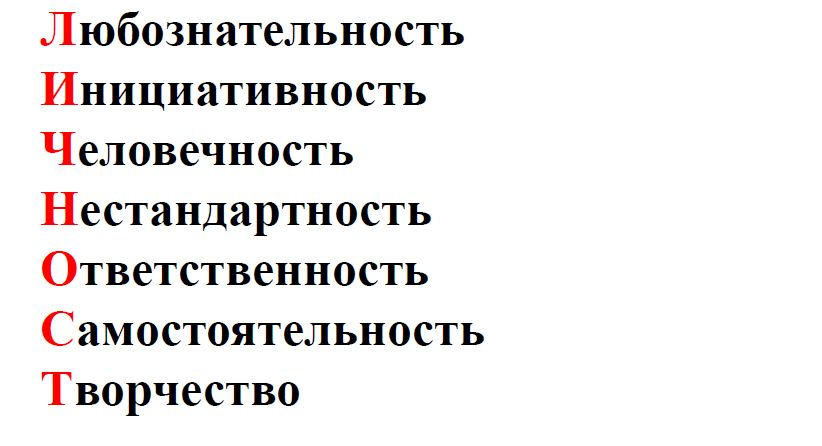 Любознательность
Инициативность
Человечность
Нестандартность
Ответственность
Самостоятельность
Творчество